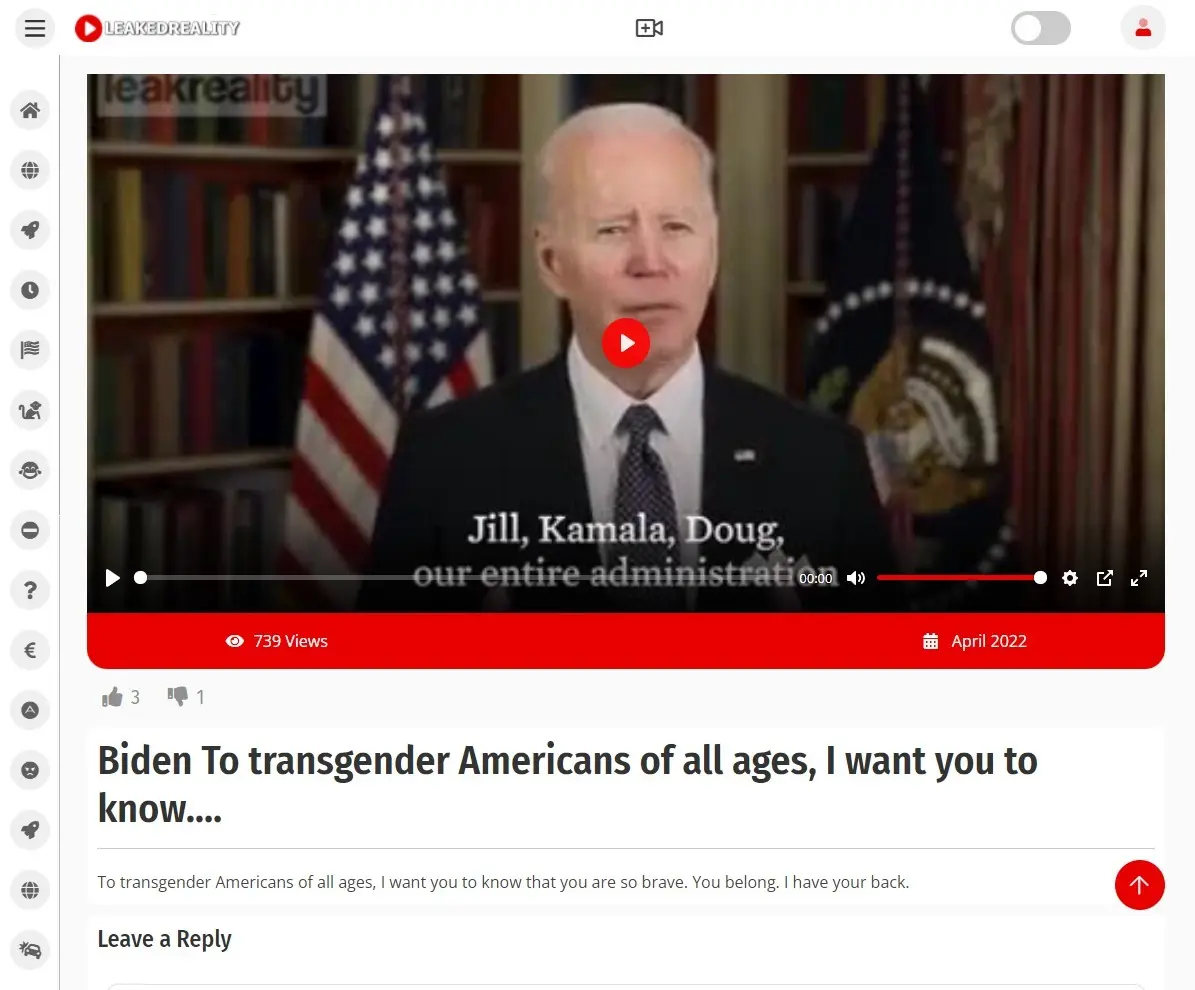 LEAKEDREALITY
leakreality
Jill, Kamala, Doug,
our entire administration
00:00
739 Views
April 2022
3
1
Biden To transgender Americans of all ages, I want you to
know....
To transgender Americans of all ages, I want you to know that you are so brave. You belong. I have your back.
Leave a Reply